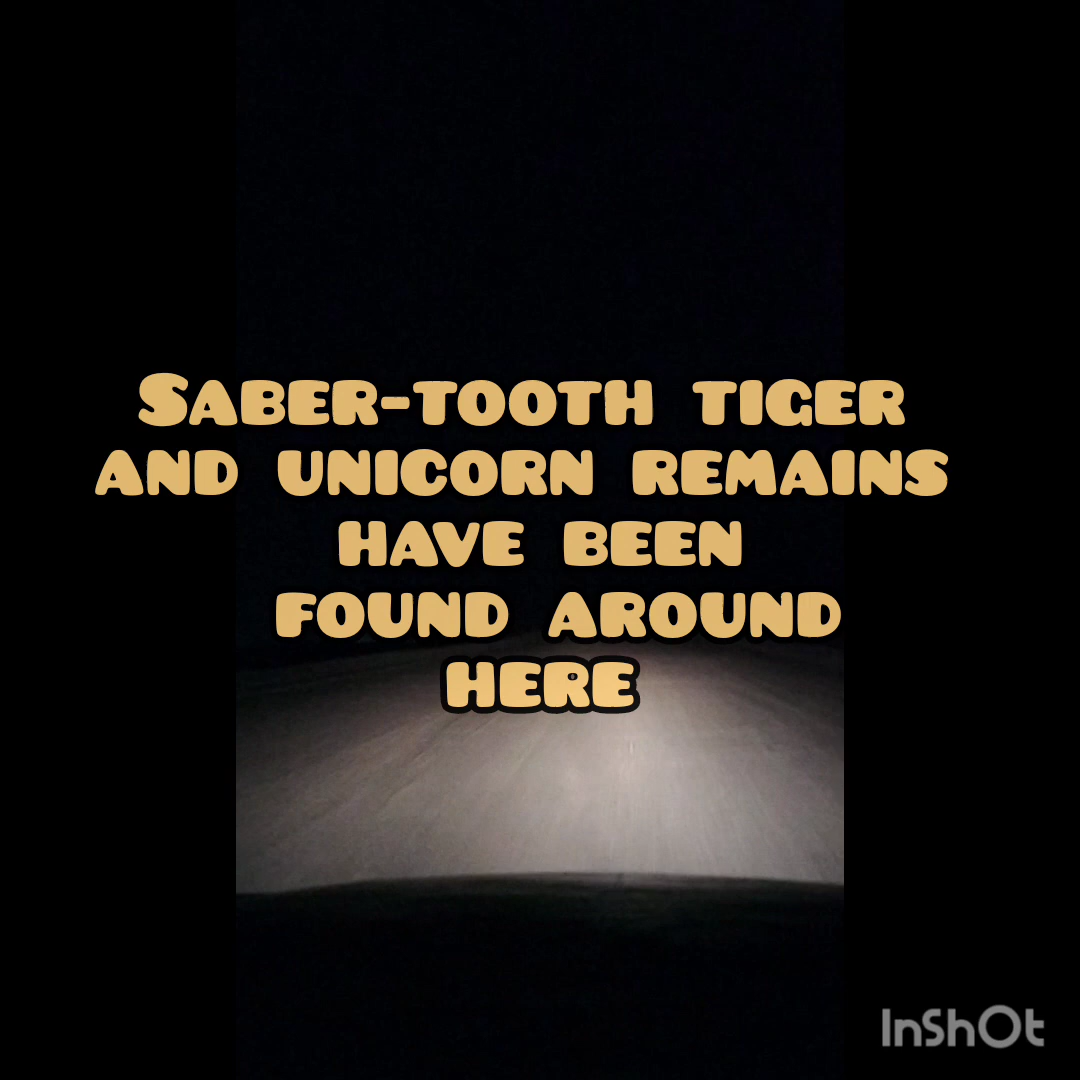 Saber-tooth tiger
and unicorn remains
have been
found around
here
InShOt